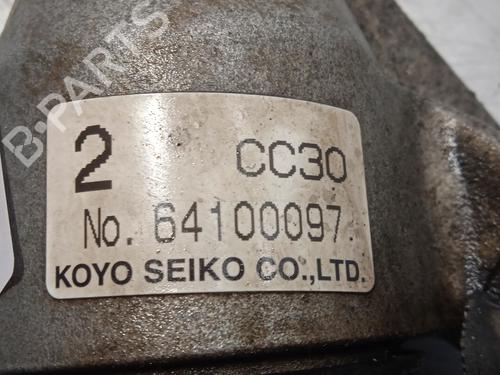 B-PARTS
2 CC30
No. 64100097.
KOYO SEIKO CO.,LTD.